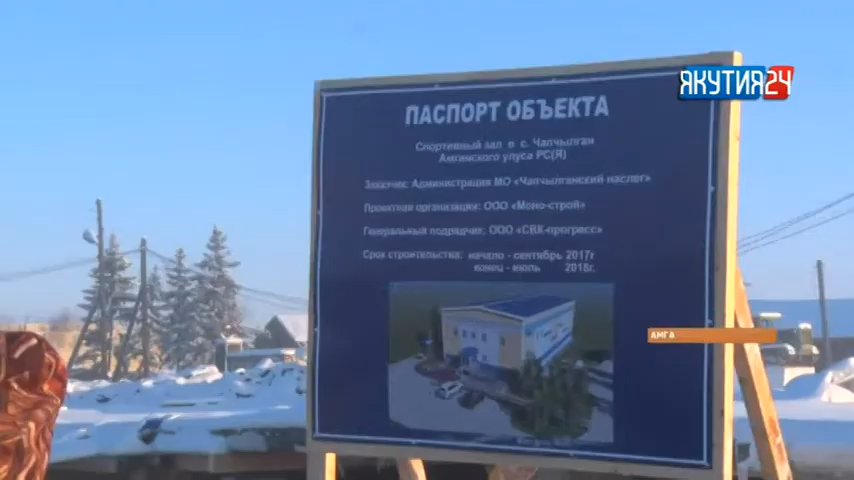 ЯКУТИЯ24
ПАСПОРТ ОБЪЕКТА
Спортивный зал в с. Чапчылган
Амгинского улуса РС(Я)
Заказчик: Администрация МО «Чапчылганский наслег»
Проектная организация: ООО «Моно-строй»
Генеральный подрядчик: ООО «СВК-прогресс»
Срок строительства: начало - сентябрь 2017г
конец - июль 2018г.
АМГА